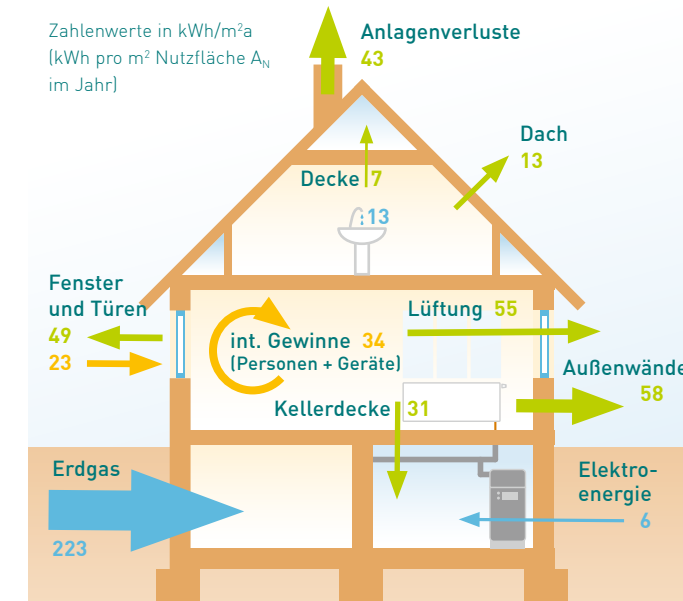 Zahlenwerte in kWh/m²a
(kWh pro m² Nutzfläche Aₙ
im Jahr)
Anlagenverluste
43
Dach
13
Decke 7
13
Fenster
und Türen
49
23
int. Gewinne 34
(Personen + Geräte)
Lüftung 55
Außenwände
58
Kellerdecke 31
Erdgas
223
Elektro-
energie
6